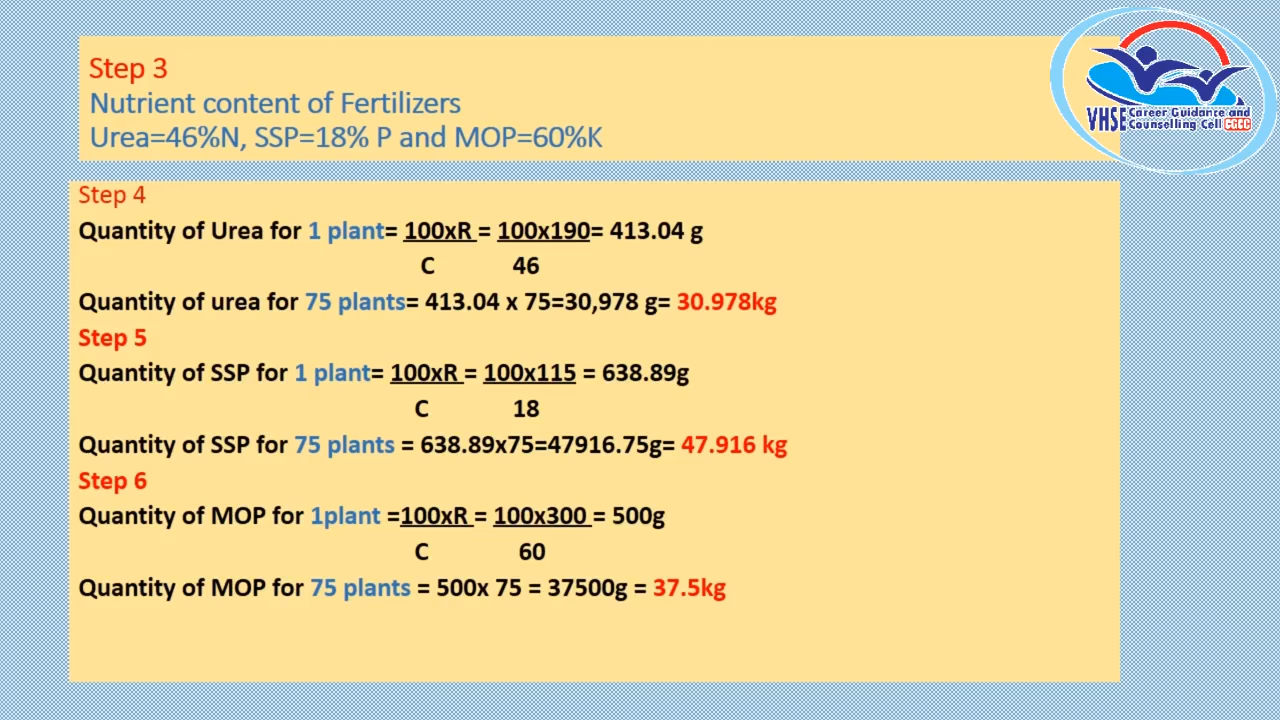 Step 3
Nutrient content of Fertilizers
Urea=46%N, SSP=18% P and MOP=60%K
VHSE Career Guidance and
Counselling Cell CGCC
Step 4
Quantity of Urea for 1 plant= 100xR = 100x190= 413.04 g
C 46
Quantity of urea for 75 plants= 413.04 x 75=30,978 g= 30.978kg
Step 5
Quantity of SSP for 1 plant= 100xR = 100x115 = 638.89g
C 18
Quantity of SSP for 75 plants = 638.89x75=47916.75g= 47.916 kg
Step 6
Quantity of MOP for 1plant =100xR = 100x300 = 500g
C 60
Quantity of MOP for 75 plants = 500x 75 = 37500g = 37.5kg